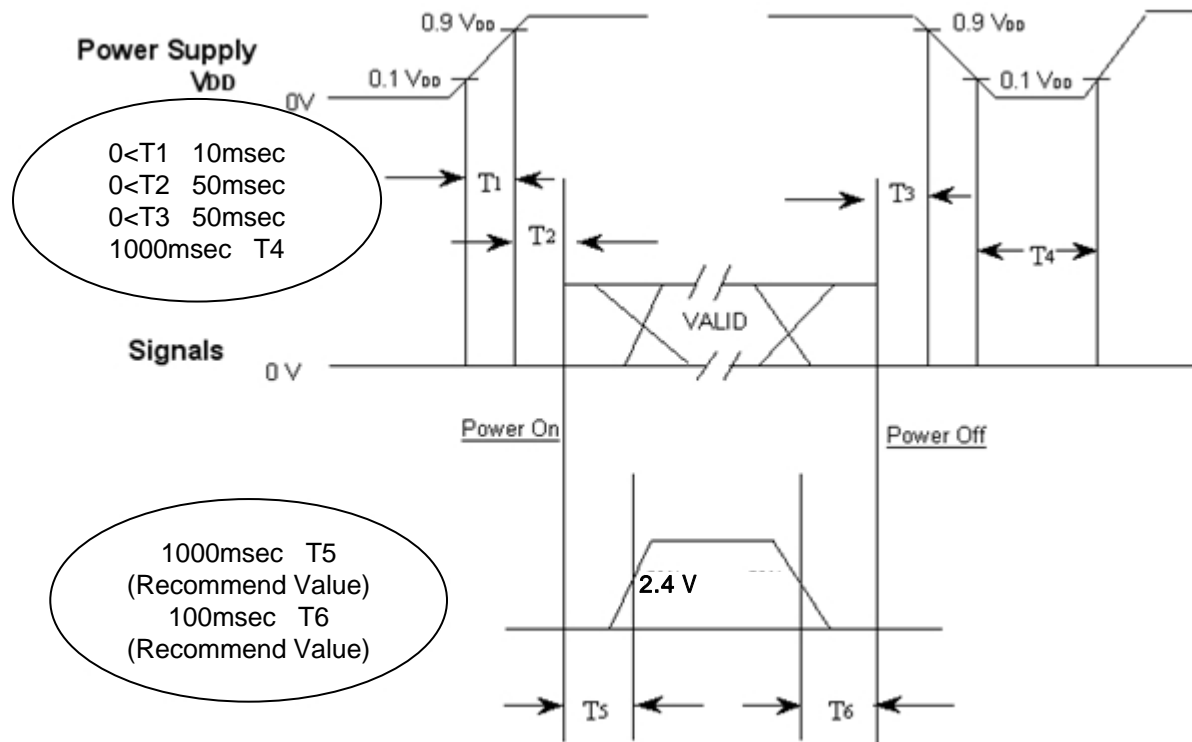 0.9 VDD
0.9 VDD
Power Supply
VDD
0.1 VDD
0.1 VDD
0V
0<T1 10msec
0<T2 50msec
0<T3 50msec
1000msec T4
T1
T3
T2
T4
VALID
Signals
0 V
Power On
Power Off
1000msec T5
(Recommend Value)
100msec T6
(Recommend Value)
2.4 V
T5
T6